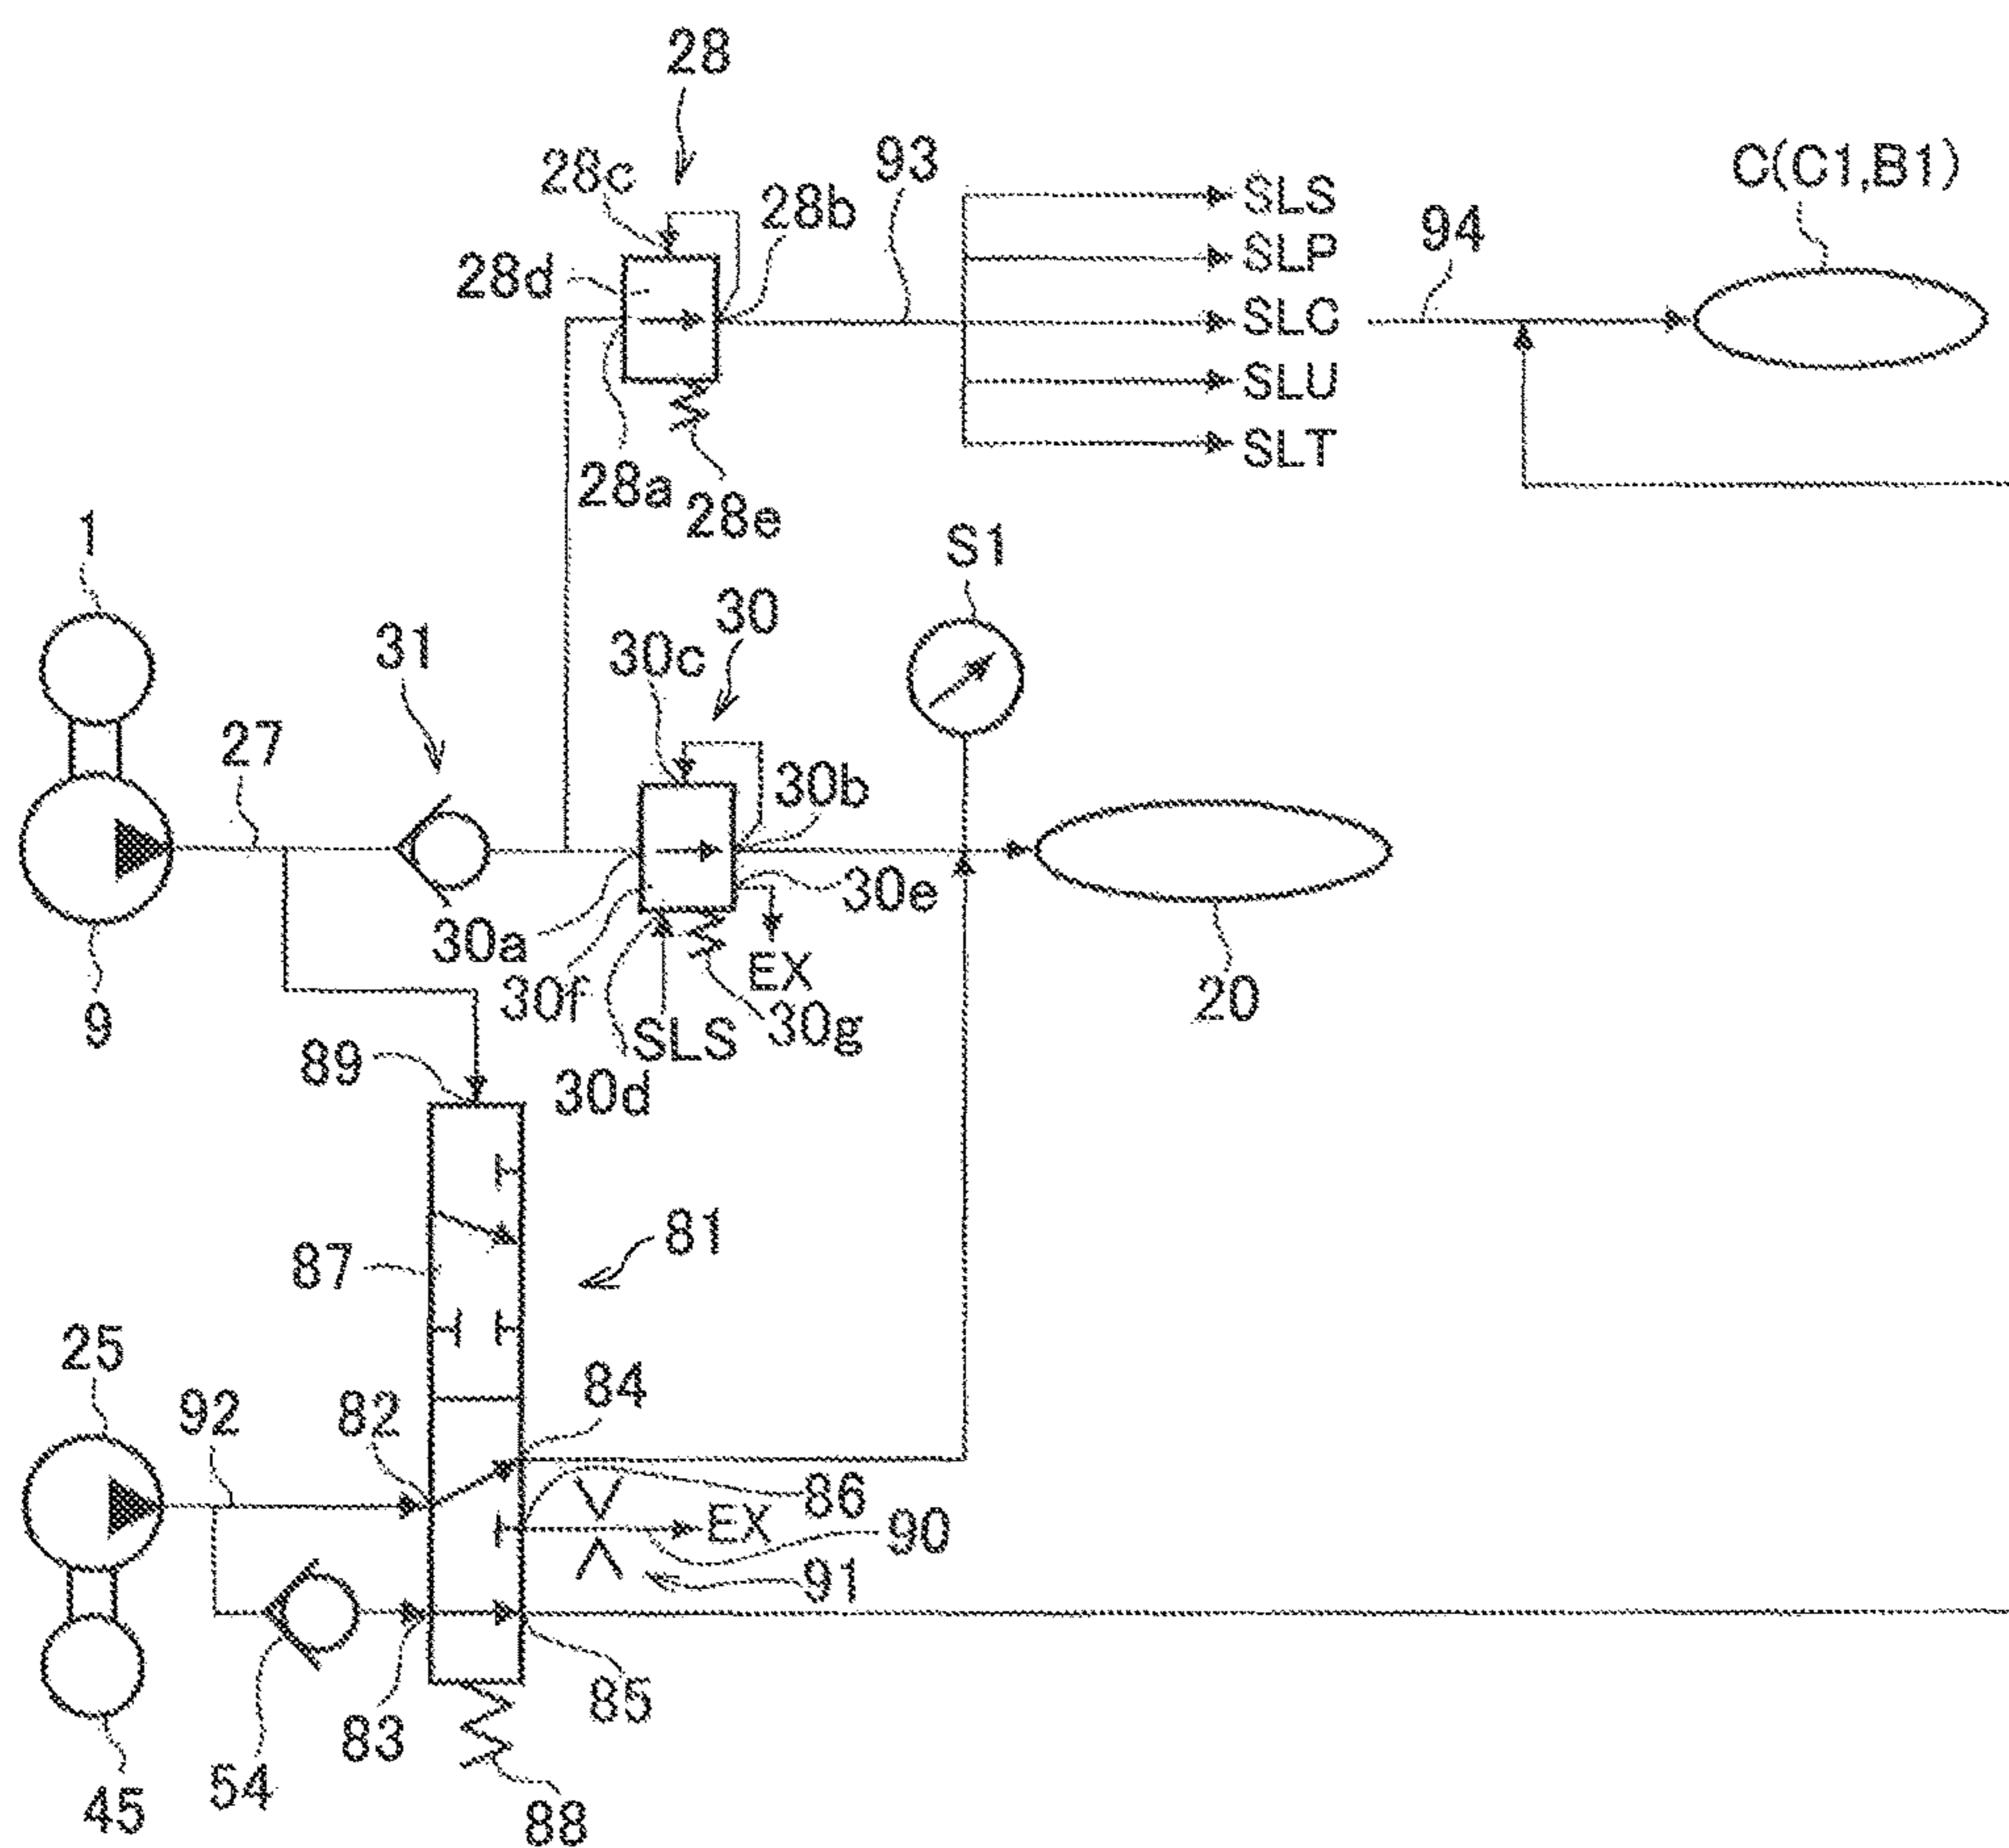 28
28c
28b
93
C(C1,B1)
28d
SLS
SLP
SLC
SLU
SLT
94
28a
28e
1
S1
31
30c
30
27
30b
30a
30e
30f
EX
9
SLS
30g
20
89
30d
87
81
25
92
82
84
86
EX
90
91
83
85
54
45
88